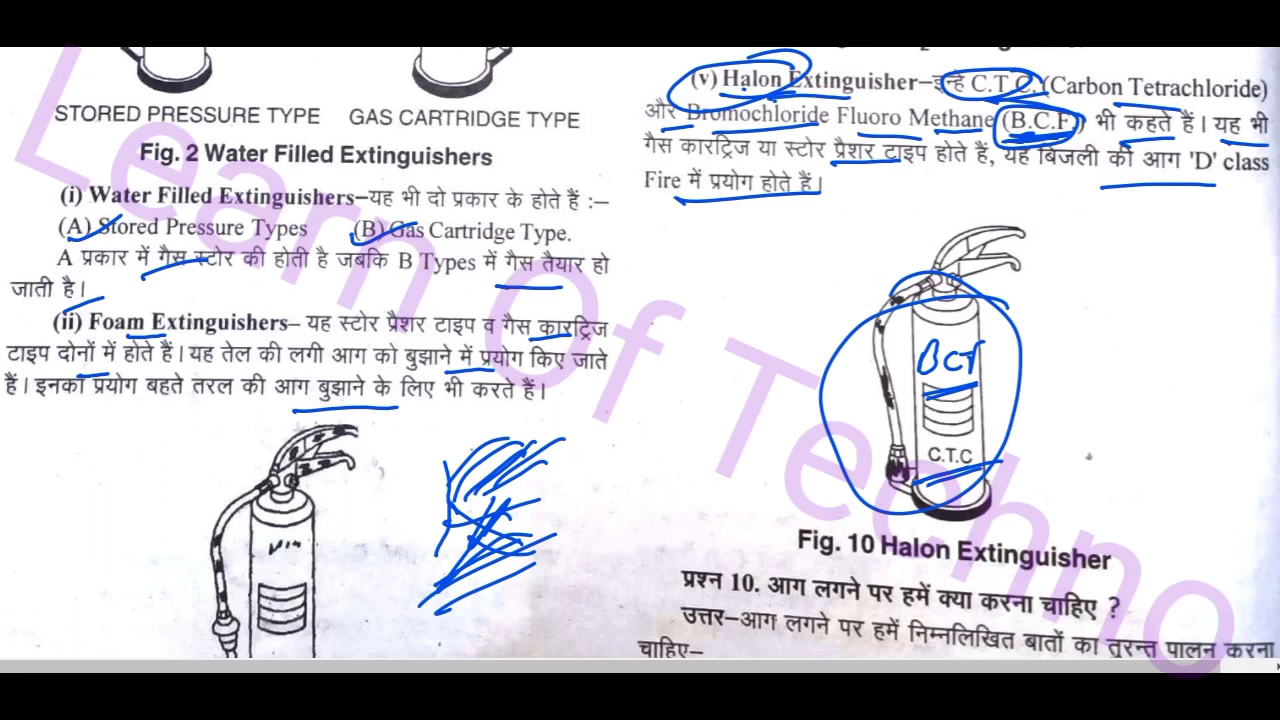 STORED PRESSURE TYPE GAS CARTRIDGE TYPE
Fig. 2 Water Filled Extinguishers
(i) Water Filled Extinguishers–यह भी दो प्रकार के होते हैं :–
(A) Stored Pressure Types (B) Gas Cartridge Type.
A प्रकार में गैस स्टोर की होती है जबकि B Types में गैस तैयार हो
जाती है।
(ii) Foam Extinguishers– यह स्टोर प्रैशर टाइप व गैस कारट्रिज
टाइप दोनों में होते हैं। यह तेल की लगी आग को बुझाने में प्रयोग किए जाते
हैं। इनका प्रयोग बहते तरल की आग बुझाने के लिए भी करते हैं।
(v) Halon Extinguisher–इन्हें C.T.C. (Carbon Tetrachloride)
और Bromochloride Fluoro Methane (B.C.F.) भी कहते हैं। यह भी
गैस कारट्रिज या स्टोर प्रैशर टाइप होते हैं, यह बिजली की आग 'D' class
Fire में प्रयोग होते हैं।
C.T.C
Fig. 10 Halon Extinguisher
प्रश्न 10. आग लगने पर हमें क्या करना चाहिए ?
उत्तर–आग लगने पर हमें निम्नलिखित बातों का तुरन्त पालन करना
चाहिए–
Learn Of Techno